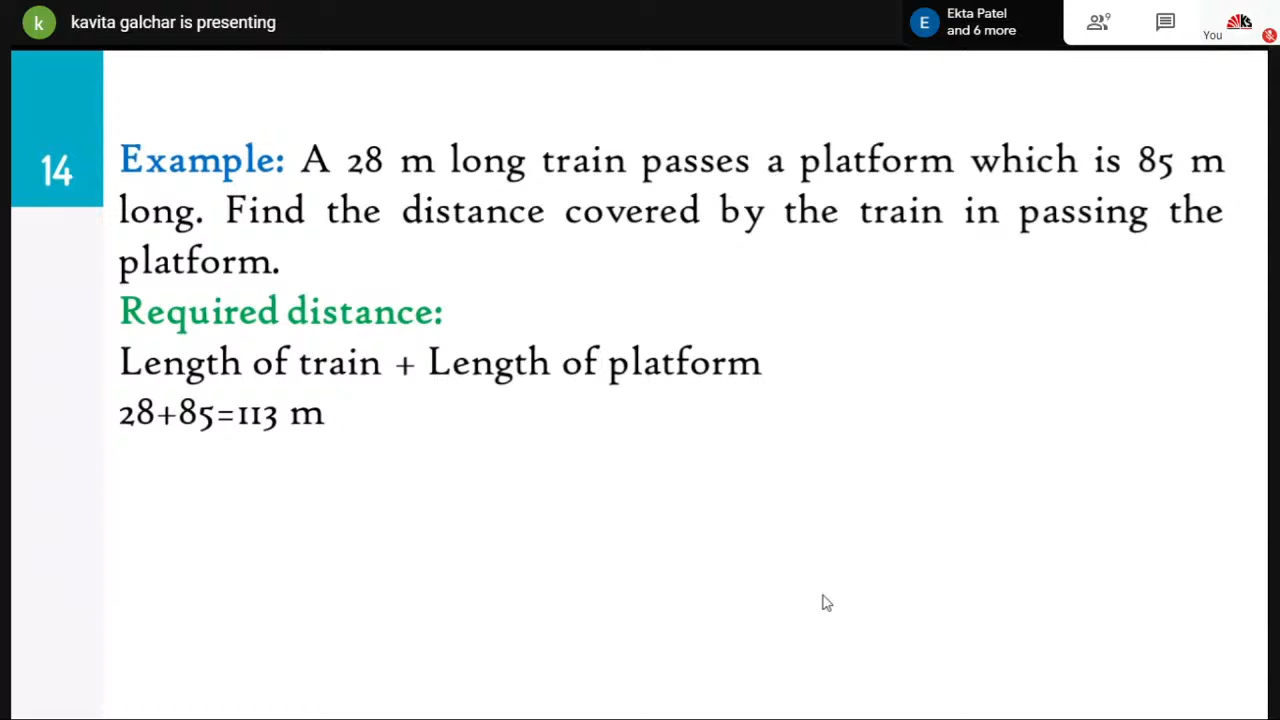 k kavita galchar is presenting
E Ekta Patel
and 6 more
9
You
ks
14
Example: A 28 m long train passes a platform which is 85 m
long. Find the distance covered by the train in passing the
platform.
Required distance:
Length of train + Length of platform
28+85=113 m